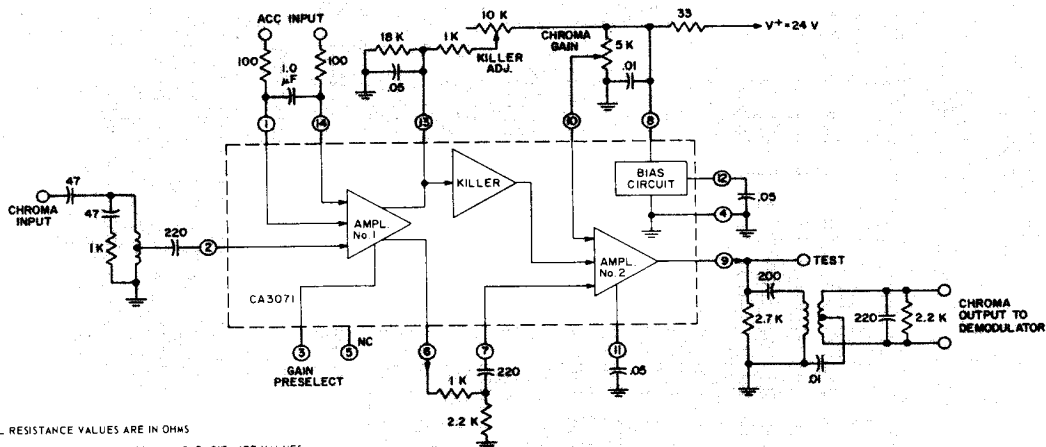 ACC INPUT
10 K
33
V+ = 24 V
18 K
1 K
CHROMA
GAIN
5 K
100
1.0
µF
100
.05
KILLER
ADJ.
.01
1
14
13
10
8
BIAS
CIRCUIT
12
.05
KILLER
4
47
CHROMA
INPUT
47
1K
220
2
AMPL.
No. 1
AMPL.
No. 2
9
TEST
CA3071
200
2.7 K
220
2.2 K
CHROMA
OUTPUT TO
DEMODULATOR
.01
3
5
NC
6
7
11
GAIN
PRESELECT
220
.05
1 K
2.2 K
L RESISTANCE VALUES ARE IN OHMS